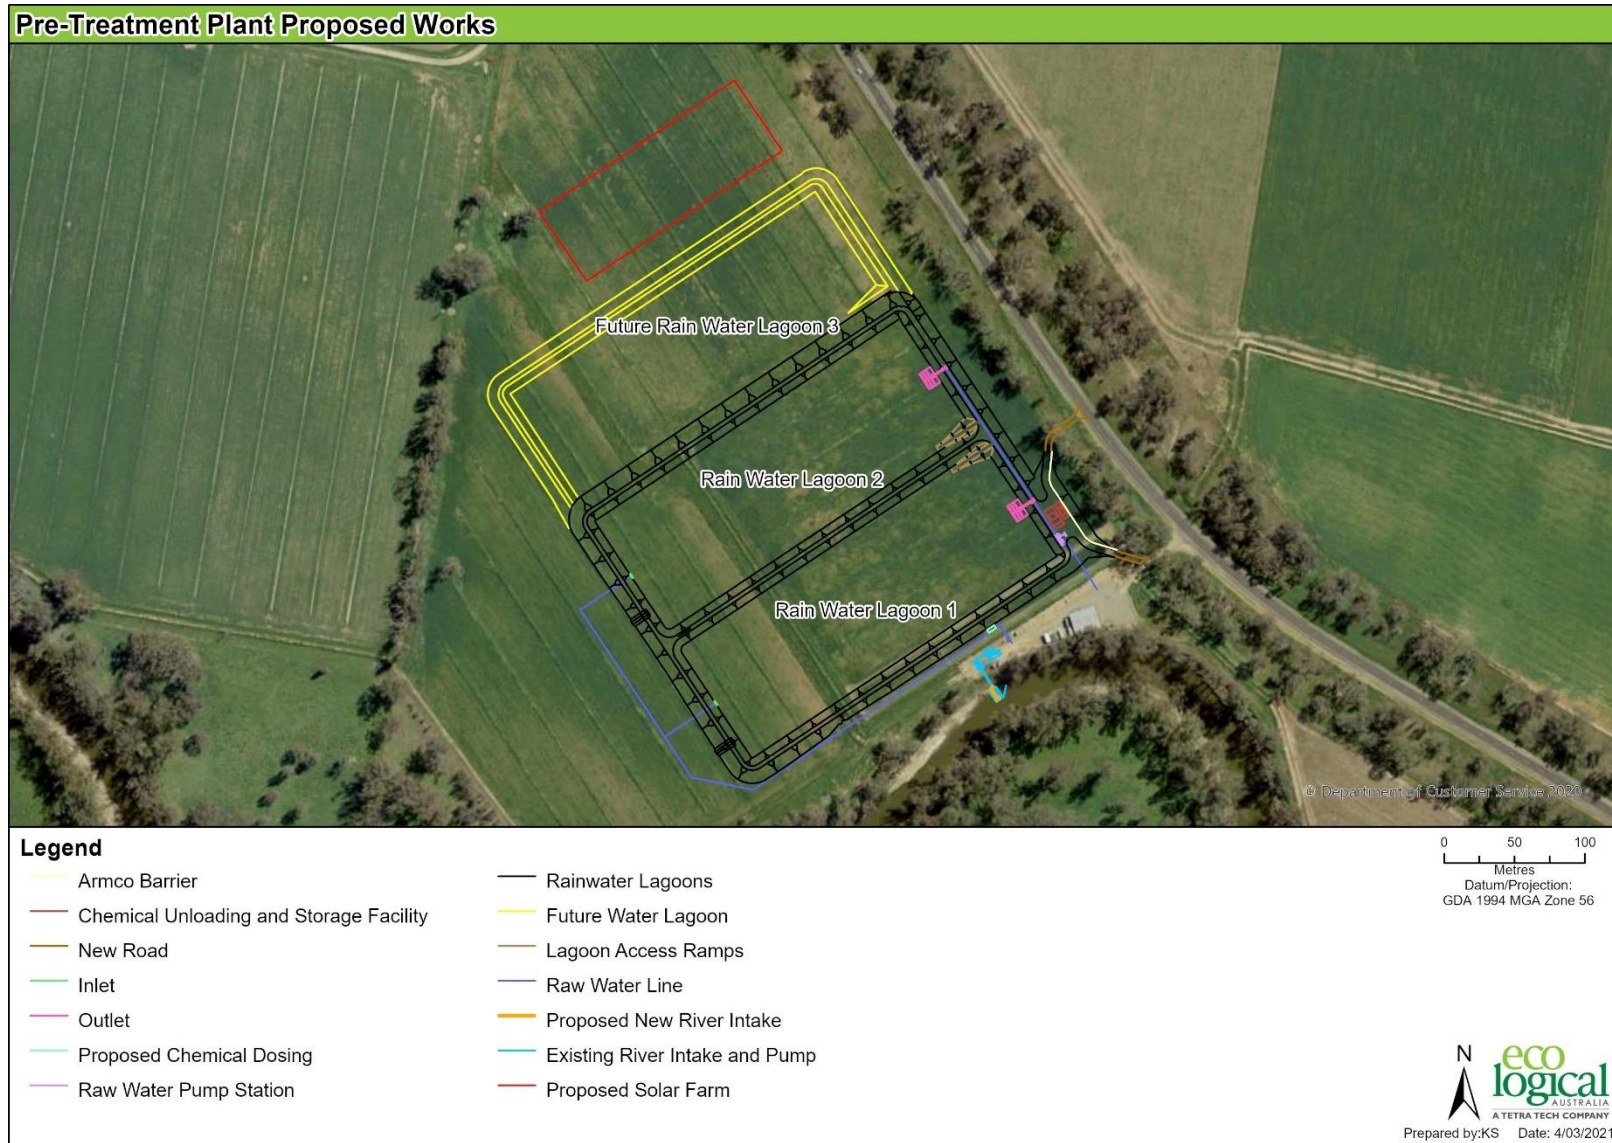 Pre-Treatment Plant Proposed Works
Future Rain Water Lagoon 3
Rain Water Lagoon 2
Rain Water Lagoon 1
© Department of Customer Service 2020
Legend
Armco Barrier
Chemical Unloading and Storage Facility
New Road
Inlet
Outlet
Proposed Chemical Dosing
Raw Water Pump Station
Rainwater Lagoons
Future Water Lagoon
Lagoon Access Ramps
Raw Water Line
Proposed New River Intake
Existing River Intake and Pump
Proposed Solar Farm
0 50 100
Metres
Datum/Projection:
GDA 1994 MGA Zone 56
N
eco
logical
AUSTRALIA
A TETRA TECH COMPANY
Prepared by:KS Date: 4/03/2021